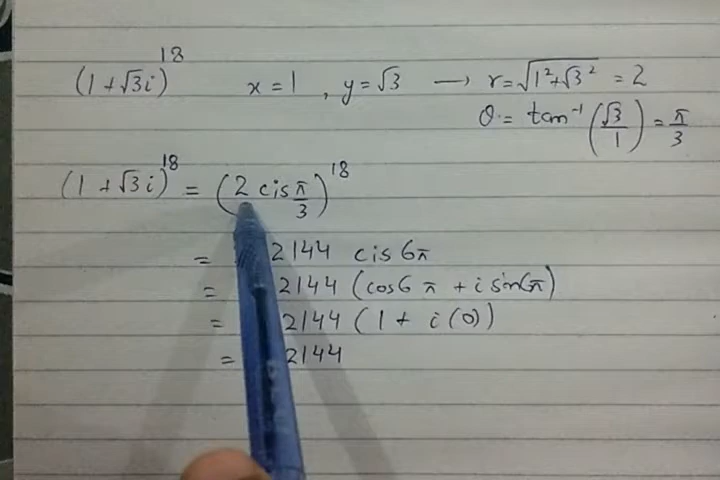 (1 + √3i)^18    x = 1 , y = √3 → r = √(1² + √3²) = 2
θ = tan⁻¹(√3/1) = π/3
(1 + √3i)^18 = (2 cis π/3)^18
= 2144 cis 6π
= 2144 (cos 6π + i sin 6π)
= 2144 (1 + i(0))
= 2144